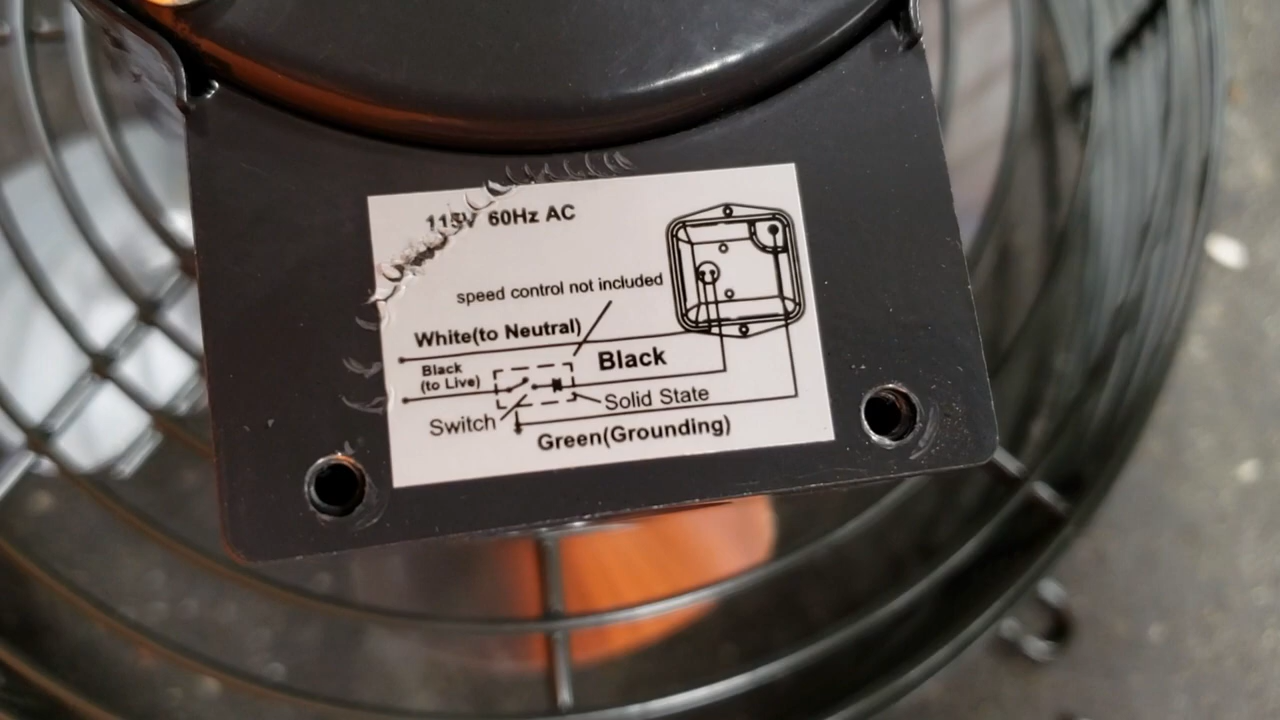 115V 60Hz AC
speed control not included
White(to Neutral)
Black
Black
(to Live)
Solid State
Switch
Green(Grounding)